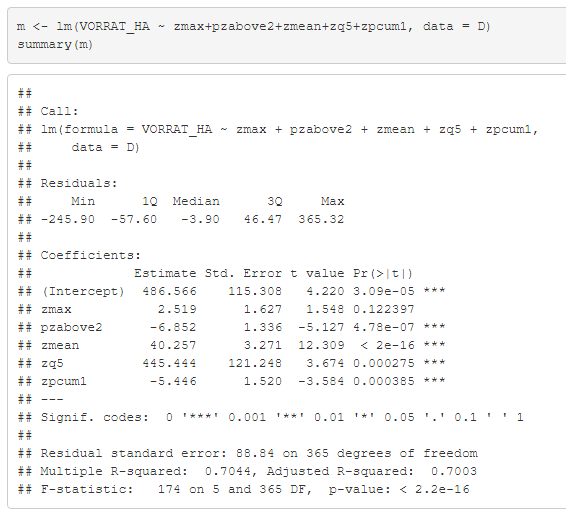 m <- lm(VORRAT_HA ~ zmax+pzabove2+zmean+zq5+zpcum1, data = D)
summary(m)
##
## Call:
## lm(formula = VORRAT_HA ~ zmax + pzabove2 + zmean + zq5 + zpcum1,
##     data = D)
##
## Residuals:
##     Min      1Q  Median      3Q     Max
## -245.90  -57.60   -3.90   46.47  365.32
##
## Coefficients:
##             Estimate Std. Error t value Pr(>|t|)
## (Intercept)  486.566    115.308   4.220 3.09e-05 ***
## zmax           2.519      1.627   1.548 0.122397
## pzabove2      -6.852      1.336  -5.127 4.78e-07 ***
## zmean         40.257      3.271  12.309  < 2e-16 ***
## zq5          445.444    121.248   3.674 0.000275 ***
## zpcum1        -5.446      1.520  -3.584 0.000385 ***
## ---
## Signif. codes:  0 '***' 0.001 '**' 0.01 '*' 0.05 '.' 0.1 ' ' 1
##
## Residual standard error: 88.84 on 365 degrees of freedom
## Multiple R-squared:  0.7044, Adjusted R-squared:  0.7003
## F-statistic:   174 on 5 and 365 DF,  p-value: < 2.2e-16